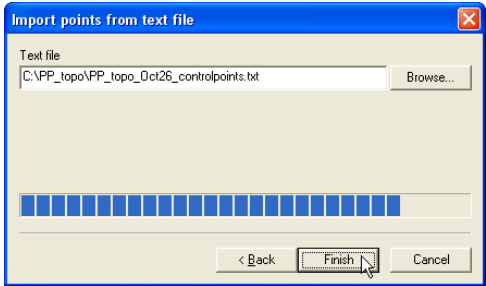 Import points from text file
Text file
C:\PP_topo\PP_topo_Oct26_controlpoints.txt
Browse...
< Back
Finish
Cancel